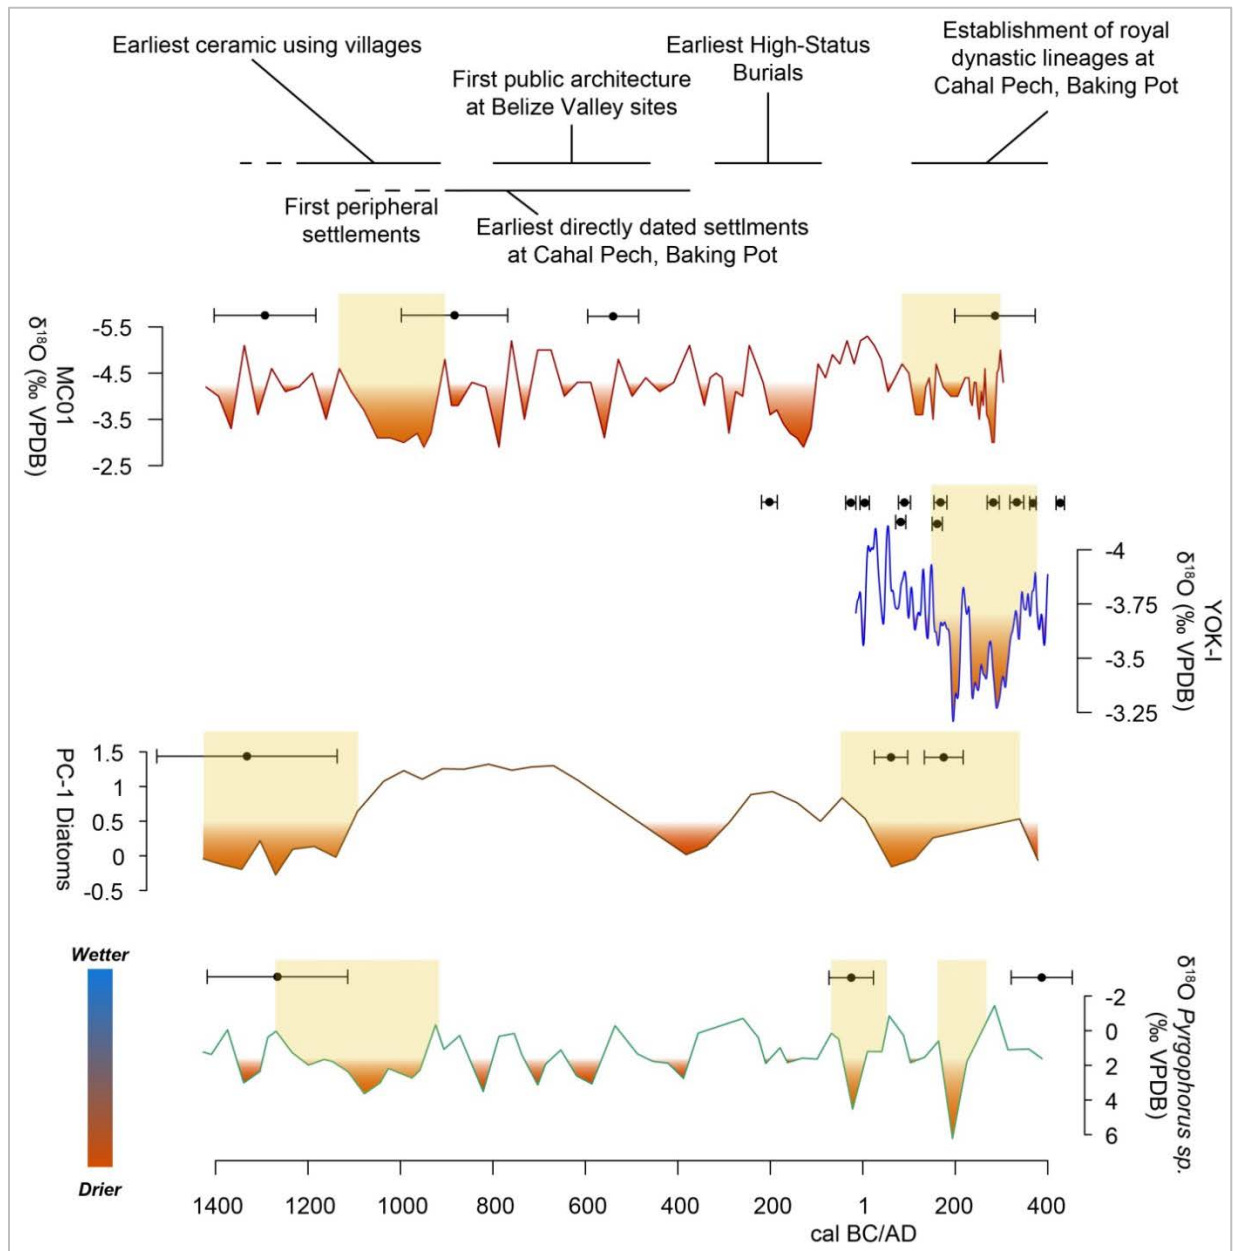 Earliest ceramic using villages
Earliest High-Status
Burials
Establishment of royal
dynastic lineages at
Cahal Pech, Baking Pot
First public architecture
at Belize Valley sites
First peripheral
settlements
Earliest directly dated settlments
at Cahal Pech, Baking Pot
MC01
δ18O (‰ VPDB)
-5.5
-4.5
-3.5
-2.5
YOK-I
δ18O (‰ VPDB)
-4
-3.75
-3.5
-3.25
PC-1 Diatoms
1.5
1
0.5
0
-0.5
Wetter
Drier
δ18O Pyrgophorus sp.
(‰ VPDB)
-2
0
2
4
6
1400 1200 1000 800 600 400 200 1 200 400
cal BC/AD